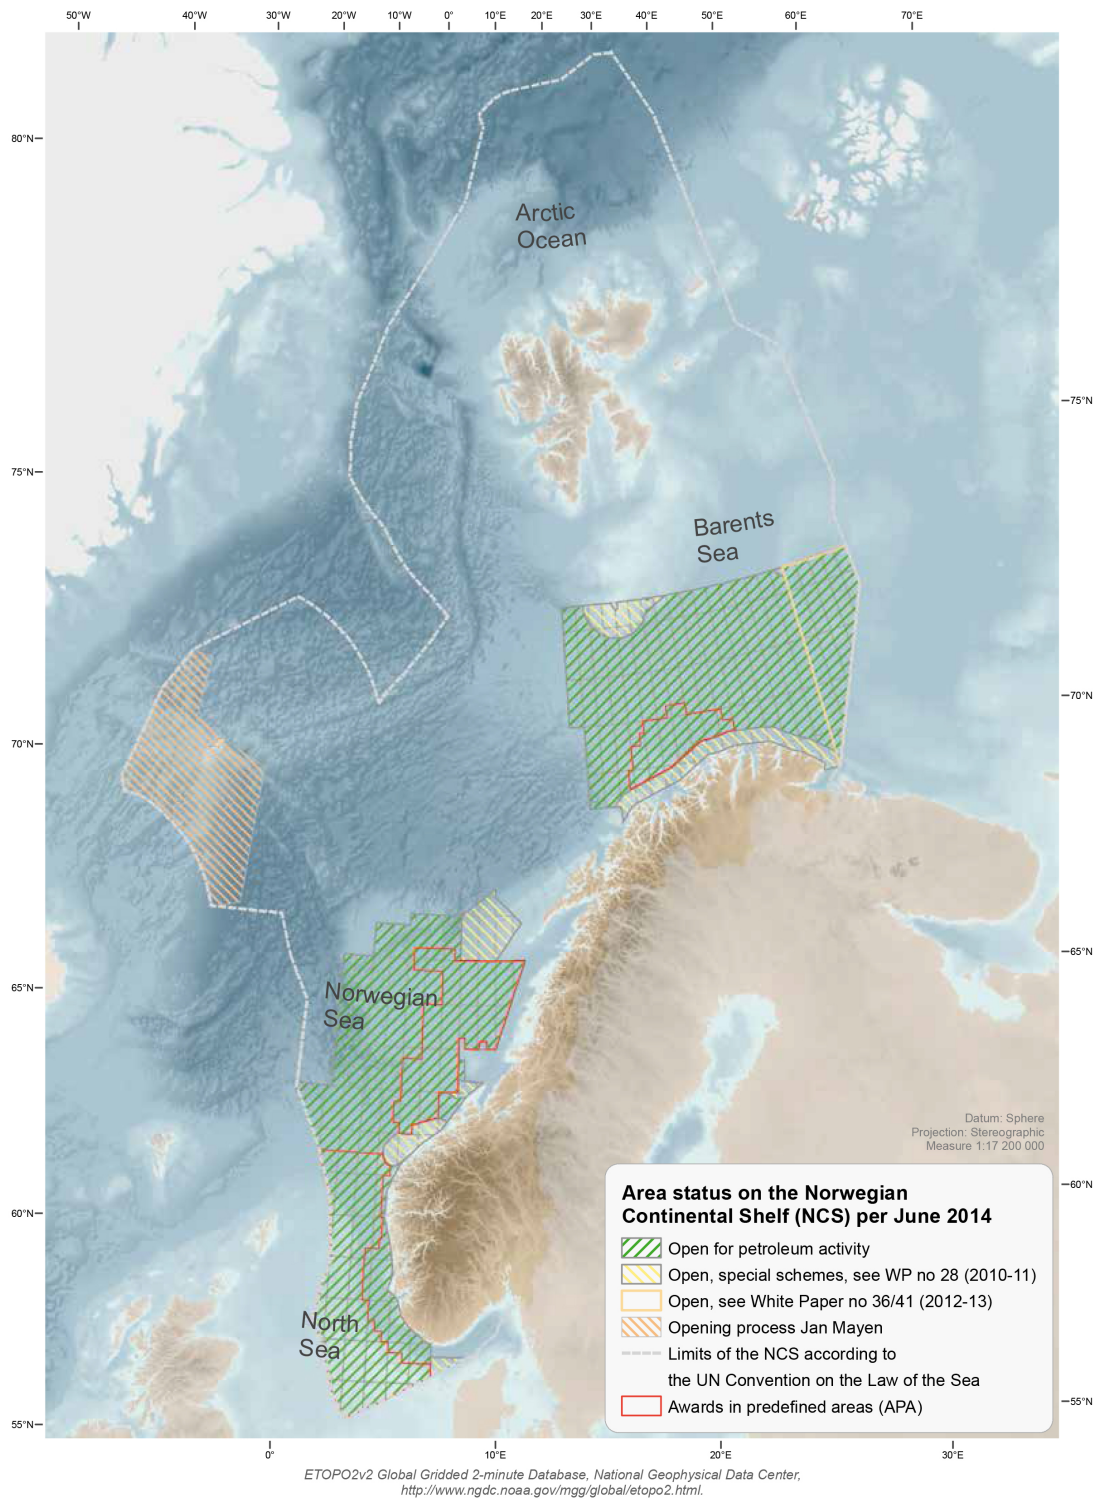 50°W 40°W 30°W 20°W 10°W 0° 10°E 20°E 30°E 40°E 50°E 60°E 70°E
80°N
Arctic
Ocean
75°N
75°N
Barents
Sea
70°N
70°N
65°N
65°N
Norwegian
Sea
Datum: Sphere
Projection: Stereographic
Measure 1:17 200 000
60°N
60°N
Area status on the Norwegian
Continental Shelf (NCS) per June 2014
Open for petroleum activity
Open, special schemes, see WP no 28 (2010-11)
Open, see White Paper no 36/41 (2012-13)
Opening process Jan Mayen
Limits of the NCS according to
the UN Convention on the Law of the Sea
Awards in predefined areas (APA)
North
Sea
55°N
55°N
0° 10°E 20°E 30°E
ETOPO2v2 Global Gridded 2-minute Database, National Geophysical Data Center,
http://www.ngdc.noaa.gov/mgg/global/etopo2.html.